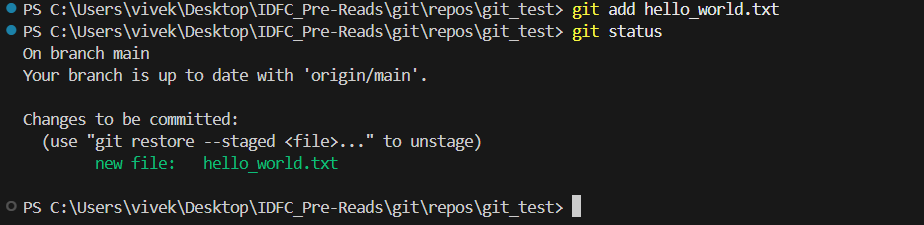 PS C:\Users\vivek\Desktop\IDFC_Pre-Reads\git\repos\git_test> git add hello_world.txt
PS C:\Users\vivek\Desktop\IDFC_Pre-Reads\git\repos\git_test> git status
On branch main
Your branch is up to date with 'origin/main'.

Changes to be committed:
  (use "git restore --staged <file>..." to unstage)
        new file:   hello_world.txt

PS C:\Users\vivek\Desktop\IDFC_Pre-Reads\git\repos\git_test>